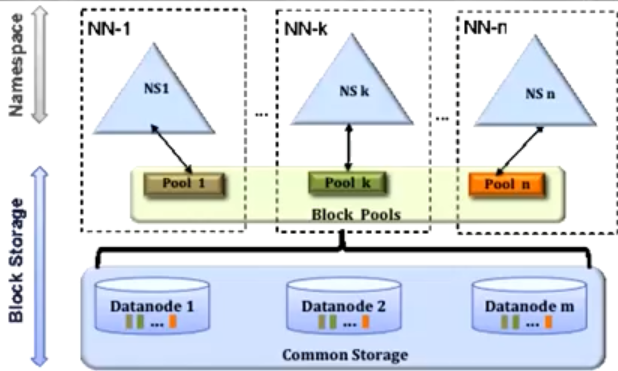 Namespace
NN-1
NN-k
NN-n
NS1
NS k
NS n
...
...
Block Storage
Pool 1
Pool k
Pool n
Block Pools
Datanode 1
...
Datanode 2
...
Datanode m
...
Common Storage